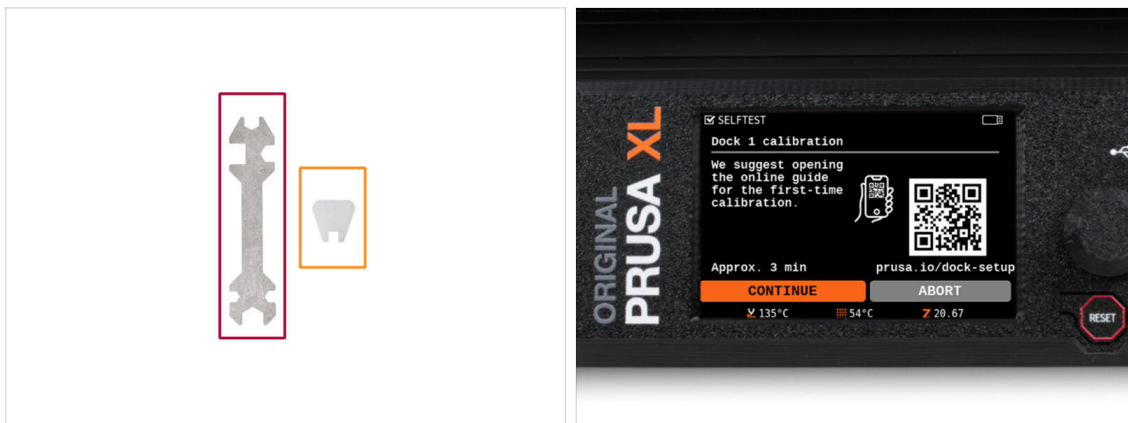 ORIGINAL
PRUSA XL
SELFTEST
Dock 1 calibration
We suggest opening
the online guide
for the first-time
calibration.
Approx. 3 min
prusa.io/dock-setup
CONTINUE
ABORT
135°C
54°C
Z 20.67
RESET